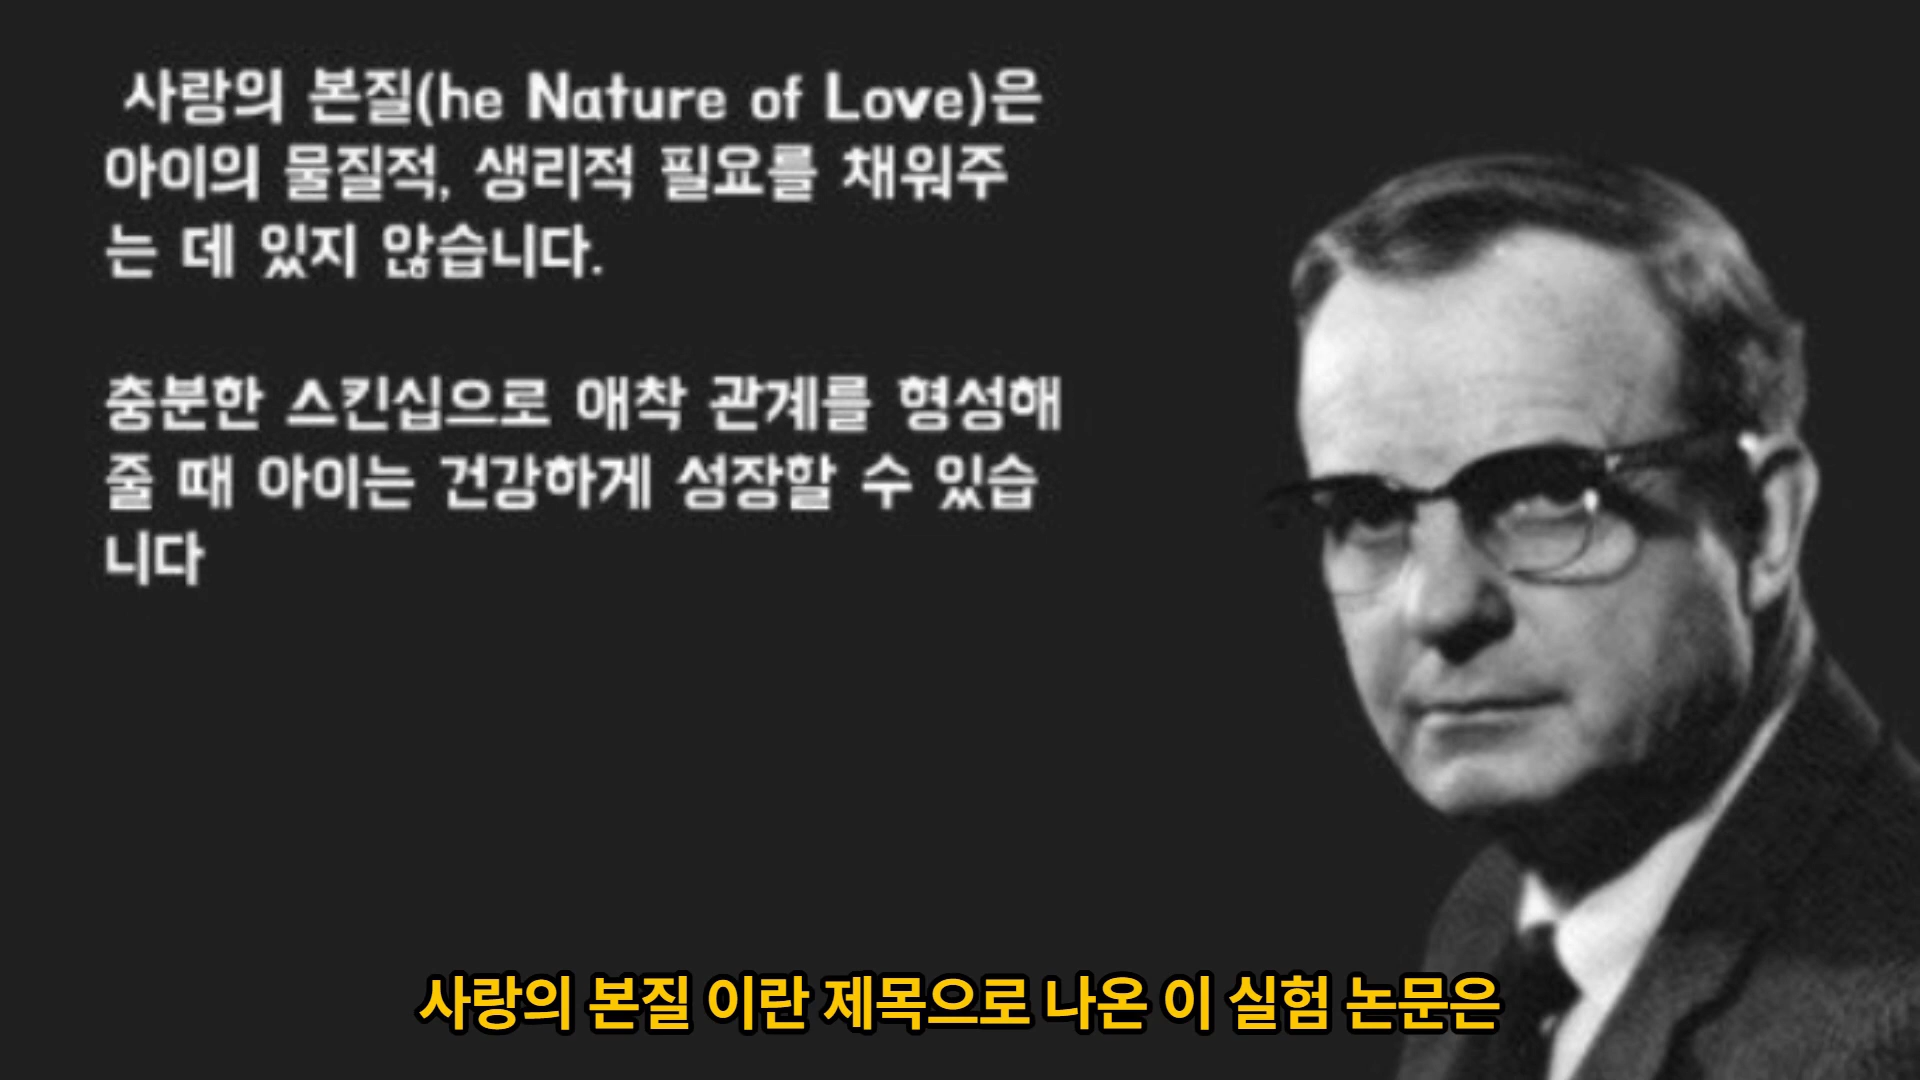 사랑의 본질(he Nature of Love)은
아이의 물질적, 생리적 필요를 채워주
는 데 있지 않습니다.
충분한 스킨십으로 애착 관계를 형성해
줄 때 아이는 건강하게 성장할 수 있습
니다
사랑의 본질 이란 제목으로 나온 이 실험 논문은